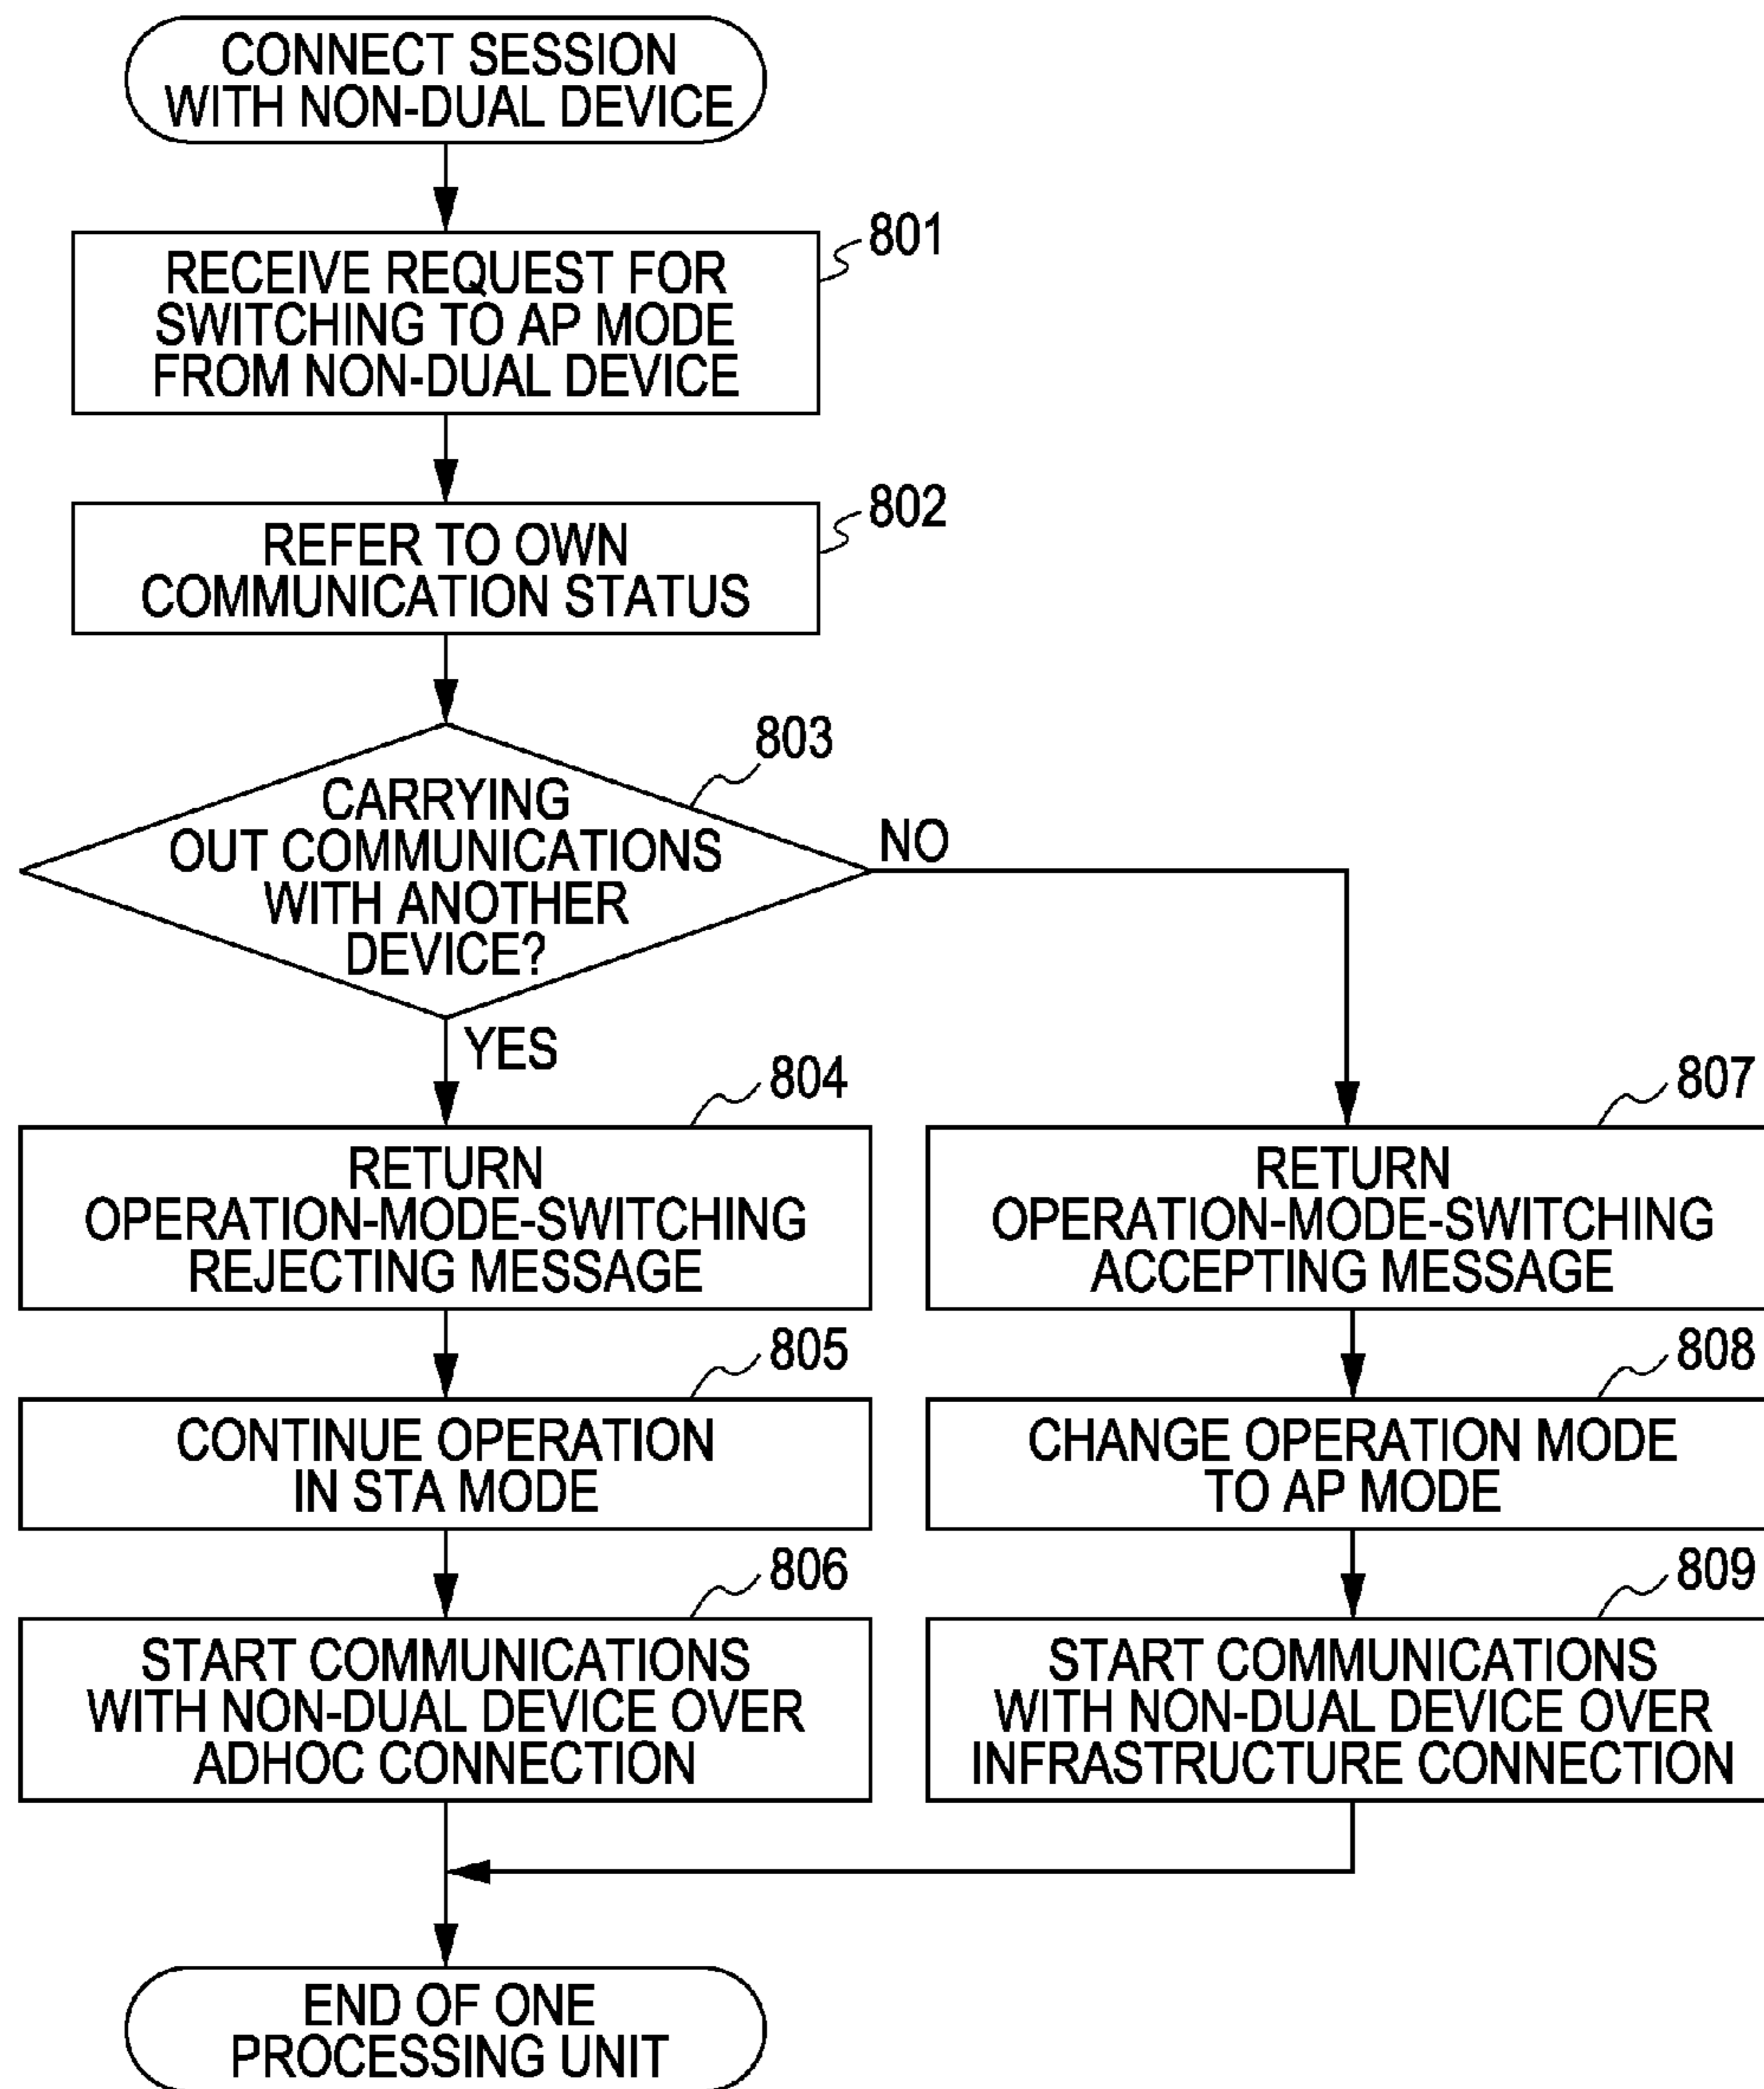 CONNECT SESSION
WITH NON-DUAL DEVICE
801
RECEIVE REQUEST FOR
SWITCHING TO AP MODE
FROM NON-DUAL DEVICE
802
REFER TO OWN
COMMUNICATION STATUS
803
CARRYING
OUT COMMUNICATIONS
WITH ANOTHER
DEVICE?
NO
YES
804
RETURN
OPERATION-MODE-SWITCHING
REJECTING MESSAGE
805
CONTINUE OPERATION
IN STA MODE
806
START COMMUNICATIONS
WITH NON-DUAL DEVICE OVER
ADHOC CONNECTION
807
RETURN
OPERATION-MODE-SWITCHING
ACCEPTING MESSAGE
808
CHANGE OPERATION MODE
TO AP MODE
809
START COMMUNICATIONS
WITH NON-DUAL DEVICE OVER
INFRASTRUCTURE CONNECTION
END OF ONE
PROCESSING UNIT